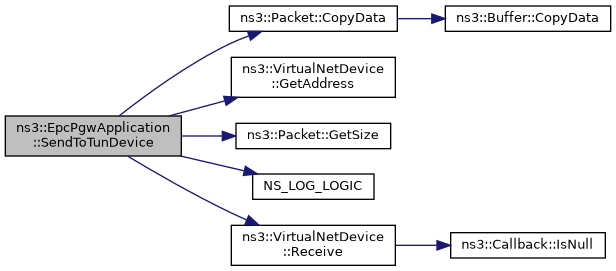 ns3::EpcPgwApplication
::SendToTunDevice
ns3::Packet::CopyData
ns3::Buffer::CopyData
ns3::VirtualNetDevice
::GetAddress
ns3::Packet::GetSize
NS_LOG_LOGIC
ns3::VirtualNetDevice
::Receive
ns3::Callback::IsNull